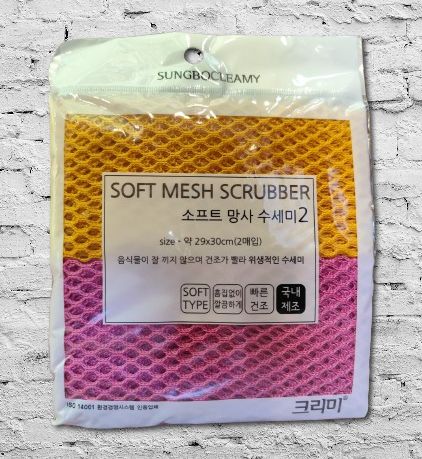 SUNGBOCLEAMY
SOFT MESH SCRUBBER
소프트 망사 수세미2
size - 약 29x30cm(2매입)
음식물이 잘 끼지 않으며 건조가 빨라 위생적인 수세미
SOFT TYPE
흠집없이 깔끔하게
빠른 건조
국내 제조
ISO 14001 환경경영시스템 인증업체
크리미®